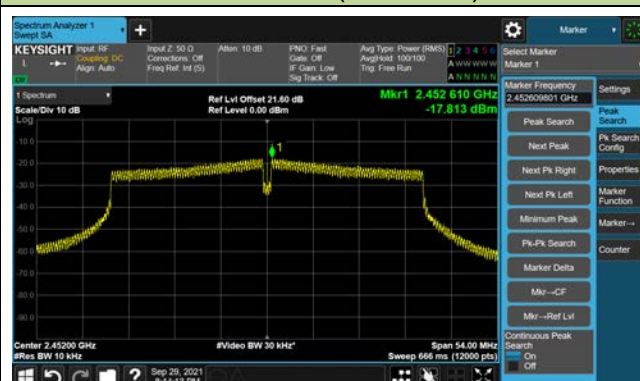 Spectrum Analyzer 1
Swept SA
Marker
KEYSIGHT
Input: RF
Coupling: DC
Align: Auto
Input Z: 50 Ω
Corrections: Off
Freq Ref: Int (S)
Atten: 10 dB
PNO: Fast
Gate: Off
IF Gain: Low
Sig Track: Off
Avg Type: Power (RMS)
Avg|Hold: 100/100
Trig: Free Run
1 2 3 4 5 6
A W W W W W
A N N N N N
Select Marker
Marker 1
1 Spectrum
Scale/Div 10 dB
Log
Ref Lvl Offset 21.60 dB
Ref Level 0.00 dBm
Mkr1 2.452 610 GHz
-17.813 dBm
Marker Frequency
2.452609801 GHz
Peak Search
Next Peak
Next Pk Right
Next Pk Left
Minimum Peak
Pk-Pk Search
Marker Delta
Mkr→CF
Mkr→Ref Lvl
Continuous Peak
Search
On
Off
Settings
Peak
Search
Pk Search
Config
Properties
Marker
Function
Marker→
Counter
1
-10.0
-20.0
-30.0
-40.0
-50.0
-60.0
-70.0
-80.0
-90.0
Center 2.45200 GHz
#Res BW 10 kHz
#Video BW 30 kHz*
Span 54.00 MHz
Sweep 666 ms (12000 pts)
Sep 29, 2021